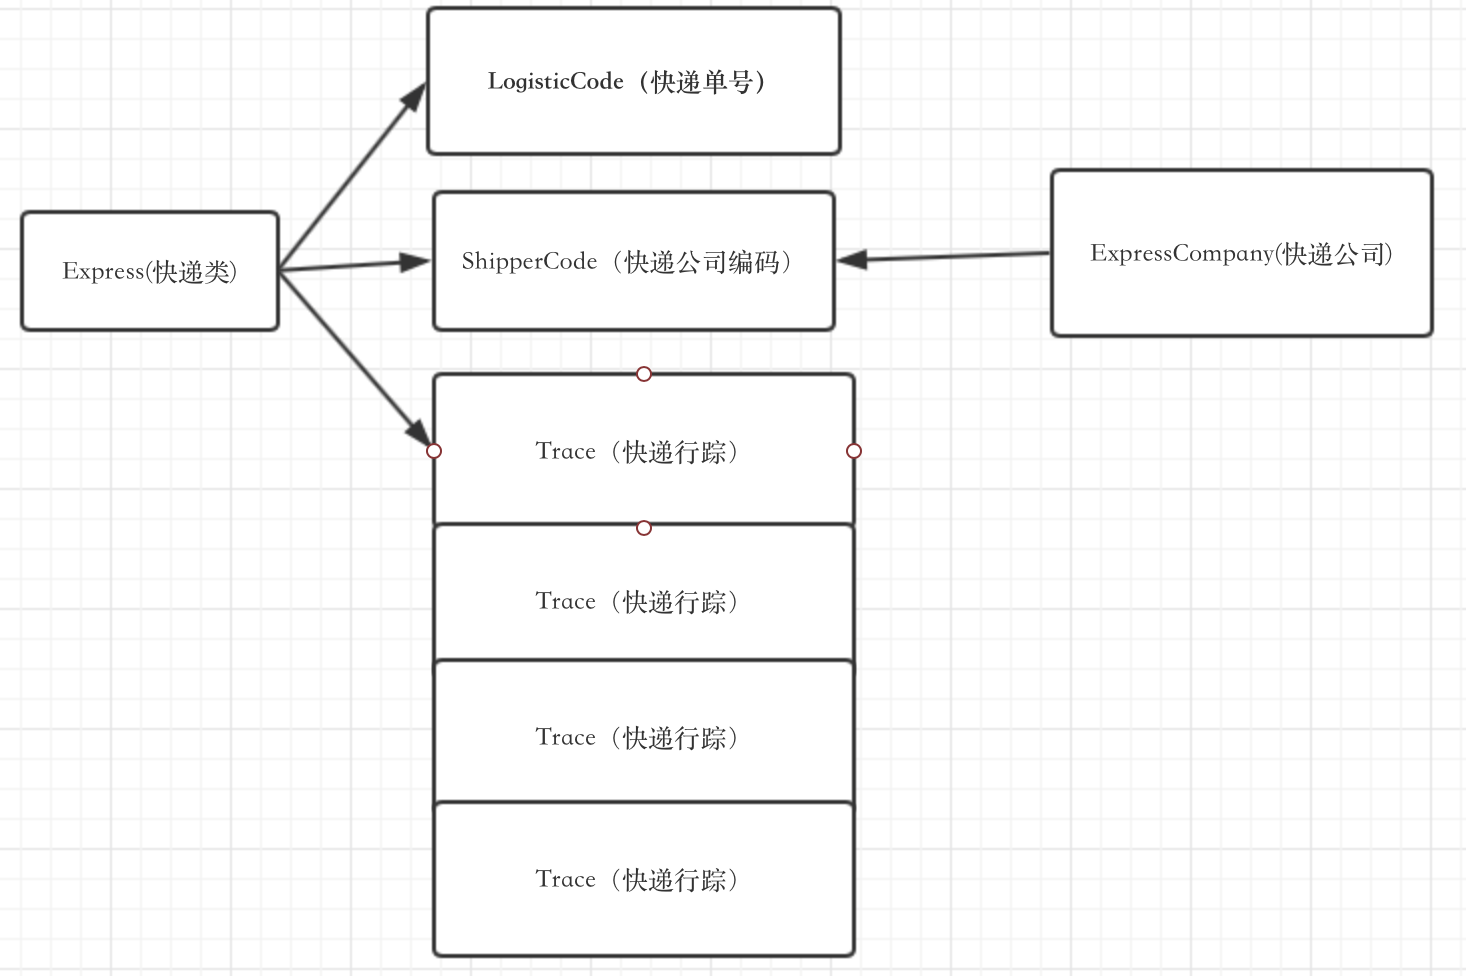 LogisticCode（快递单号）
Express(快递类)
ShipperCode（快递公司编码）
ExpressCompany(快递公司)
Trace（快递行踪）
Trace（快递行踪）
Trace（快递行踪）
Trace（快递行踪）